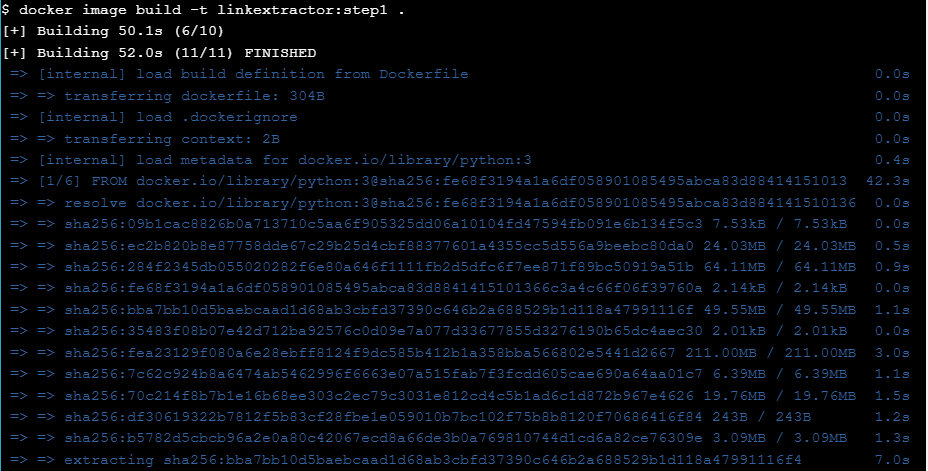 $ docker image build -t linkextractor:step1 .
[+] Building 50.1s (6/10)
[+] Building 52.0s (11/11) FINISHED
=> [internal] load build definition from Dockerfile 0.0s
=> => transferring dockerfile: 304B 0.0s
=> [internal] load .dockerignore 0.0s
=> => transferring context: 2B 0.0s
=> [internal] load metadata for docker.io/library/python:3 0.4s
=> [1/6] FROM docker.io/library/python:3@sha256:fe68f3194a1a6df058901085495abca83d88414151013 42.3s
=> => resolve docker.io/library/python:3@sha256:fe68f3194a1a6df058901085495abca83d884141510136 0.0s
=> => sha256:09b1cac8826b0a713710c5aa6f905325dd06a10104fd47594fb091e6b134f5c3 7.53kB / 7.53kB 0.0s
=> => sha256:ec2b820b8e87758dde67c29b25d4cbf88377601a4355cc5d556a9beebc80da0 24.03MB / 24.03MB 0.5s
=> => sha256:284f2345db055020282f6e80a646f1111fb2d5dfc6f7ee871f89bc50919a51b 64.11MB / 64.11MB 0.9s
=> => sha256:fe68f3194a1a6df058901085495abca83d8841415101366c3a4c66f06f39760a 2.14kB / 2.14kB 0.0s
=> => sha256:bba7bb10d5baebcaad1d68ab3cbfd37390c646b2a688529b1d118a47991116f 49.55MB / 49.55MB 1.1s
=> => sha256:35483f08b07e42d712ba92576c0d09e7a077d33677855d3276190b65dc4aec30 2.01kB / 2.01kB 0.0s
=> => sha256:fea23129f080a6e28ebff8124f9dc585b412b1a358bba566802e5441d2667 211.00MB / 211.00MB 3.0s
=> => sha256:7c62c924b8a6474ab5462996f6663e07a515fab7f3fcdd605cae690a64aa01c7 6.39MB / 6.39MB 1.1s
=> => sha256:70c214f8b7b1e16b68ee303c2ec79c3031e812cd4c5b1ad6c1d872b967e4626 19.76MB / 19.76MB 1.5s
=> => sha256:df30619322b7812f5b83cf28fbe1e059010b7bc102f75b8b8120f70686416f84 243B / 243B 1.2s
=> => sha256:b5782d5cbcb96a2e0a80c42067ecd8a66de3b0a769810744d1cd6a82ce76309e 3.09MB / 3.09MB 1.3s
=> => extracting sha256:bba7bb10d5baebcaad1d68ab3cbfd37390c646b2a688529b1d118a47991116f4 7.0s